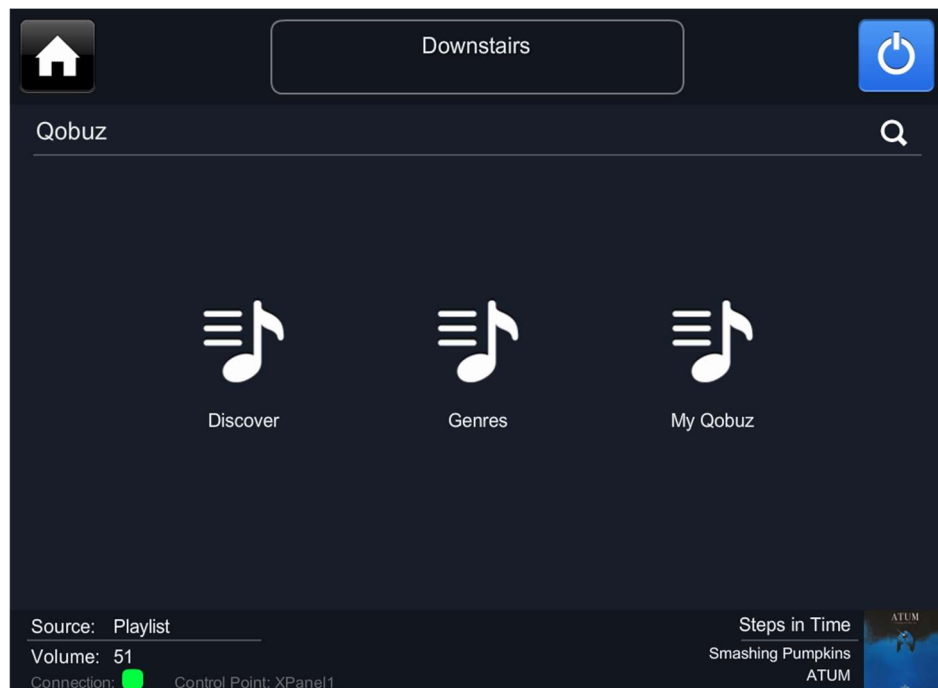 Downstairs
Qobuz
Discover
Genres
My Qobuz
Source: Playlist
Volume: 51
Connection:
Control Point: XPanel1
Steps in Time
Smashing Pumpkins
ATUM
ATUM